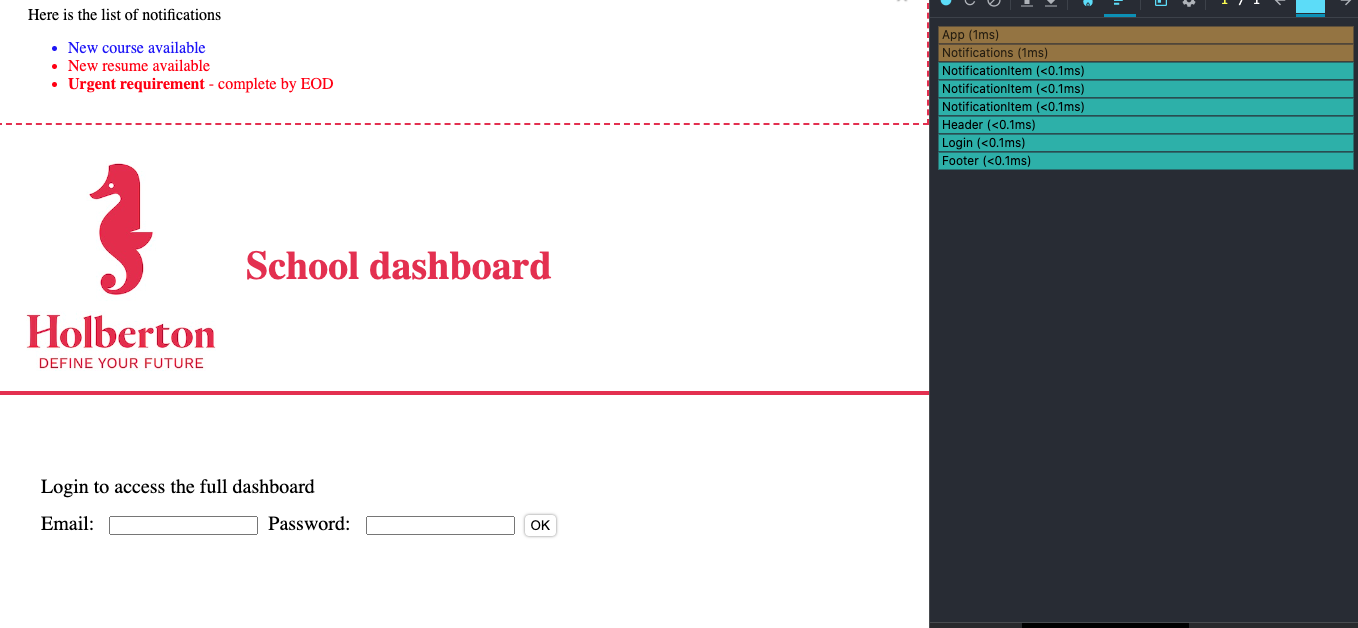 Here is the list of notifications
New course available
New resume available
Urgent requirement - complete by EOD
Holberton
DEFINE YOUR FUTURE
School dashboard
Login to access the full dashboard
Email: Password: OK
1 / 1
App (1ms)
Notifications (1ms)
NotificationItem (<0.1ms)
NotificationItem (<0.1ms)
NotificationItem (<0.1ms)
Header (<0.1ms)
Login (<0.1ms)
Footer (<0.1ms)